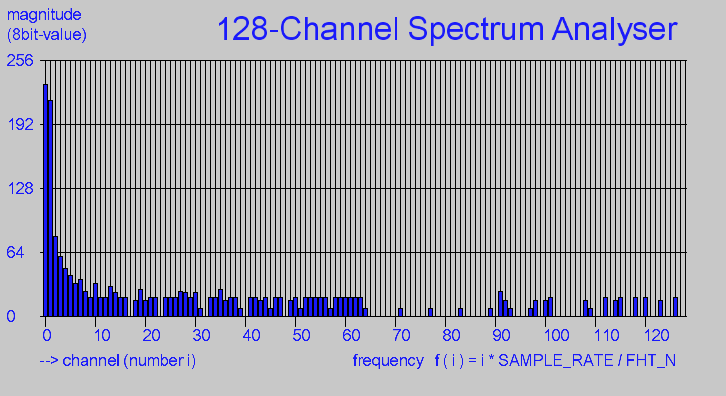 magnitude
(8bit-value)
128-Channel Spectrum Analyser
256
192
128
64
0
0 10 20 30 40 50 60 70 80 90 100 110 120
--> channel (number i)
frequency f ( i ) = i * SAMPLE_RATE / FHT_N